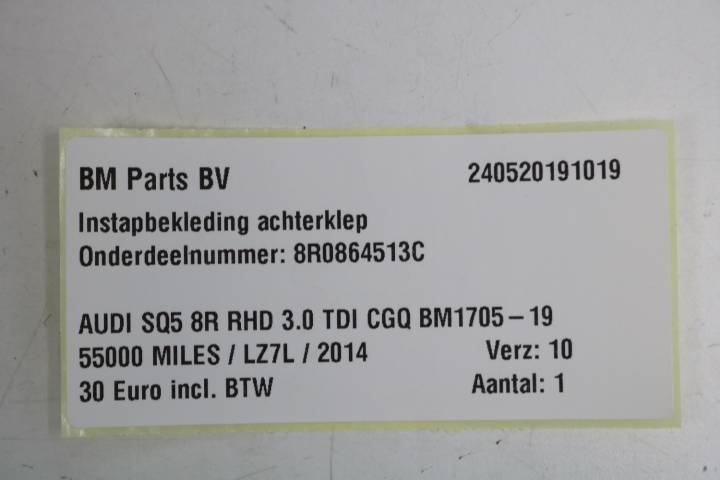 BM Parts BV 240520191019
Instapbekleding achterklep
Onderdeelnummer: 8R0864513C
AUDI SQ5 8R RHD 3.0 TDI CGQ BM1705-19
55000 MILES / LZ7L / 2014 Verz: 10
30 Euro incl. BTW Aantal: 1